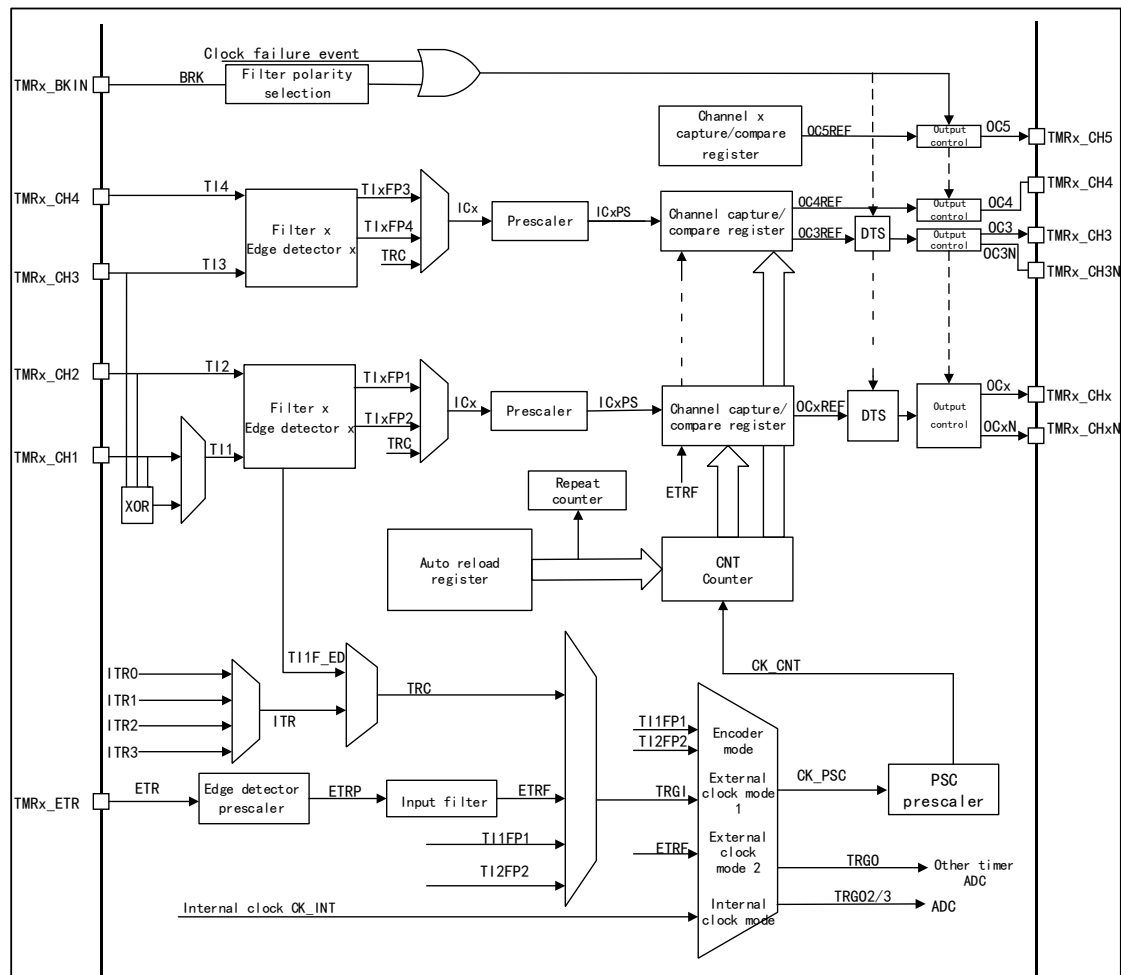 Clock failure event
TMRx_BKIN
BRK
Filter polarity
selection
Channel x
capture/compare
register
OC5REF
Output
control
OC5
TMRx_CH5
TMRx_CH4
TI4
TIxFP3
ICx
Prescaler
ICxPS
Channel capture/
compare register
OC4REF
Output
control
OC4
TMRx_CH4
Filter x
Edge detector x
TIxFP4
TRC
OC3REF
DTS
Output
control
OC3
TMRx_CH3
OC3N
TMRx_CH3N
TMRx_CH3
TI3
TMRx_CH2
TI2
TIxFP1
ICx
Prescaler
ICxPS
Channel capture/
compare register
OCxREF
DTS
Output
control
OCx
TMRx_CHx
OCxN
TMRx_CHxN
Filter x
Edge detector x
TIxFP2
TRC
TMRx_CH1
TI1
XOR
ETRF
Repeat
counter
Auto reload
register
CNT
Counter
CK_CNT
TI1F_ED
TRC
ITR0
ITR1
ITR2
ITR3
ITR
TI1FP1
TI2FP2
Encoder
mode
External
clock mode
1
CK_PSC
PSC
prescaler
TMRx_ETR
ETR
Edge detector
prescaler
ETRP
Input filter
ETRF
TRGI
TI1FP1
TI2FP2
ETRF
External
clock
mode 2
TRGO
Other timer
ADC
Internal clock CK_INT
Internal
clock mode
TRGO2/3
ADC